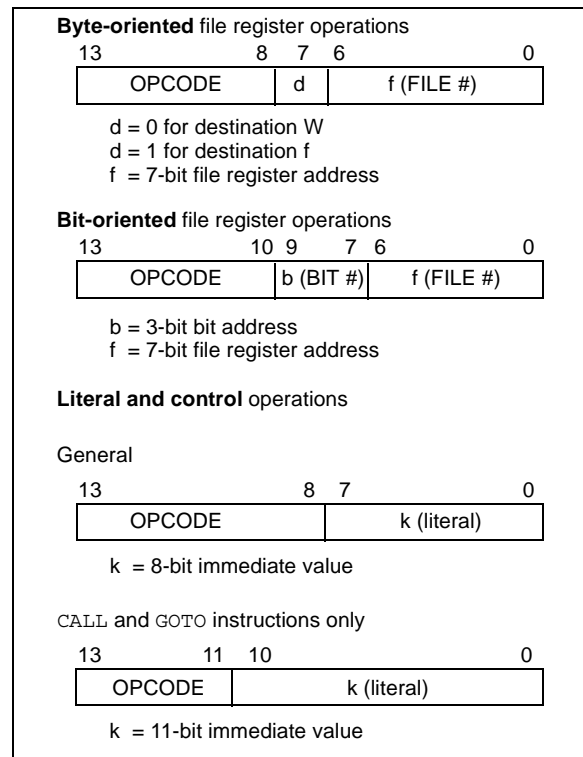 Byte-oriented file register operations
13 8 7 6 0
OPCODE d f (FILE #)
d = 0 for destination W
d = 1 for destination f
f = 7-bit file register address
Bit-oriented file register operations
13 10 9 7 6 0
OPCODE b (BIT #) f (FILE #)
b = 3-bit bit address
f = 7-bit file register address
Literal and control operations
General
13 8 7 0
OPCODE k (literal)
k = 8-bit immediate value
CALL and GOTO instructions only
13 11 10 0
OPCODE k (literal)
k = 11-bit immediate value